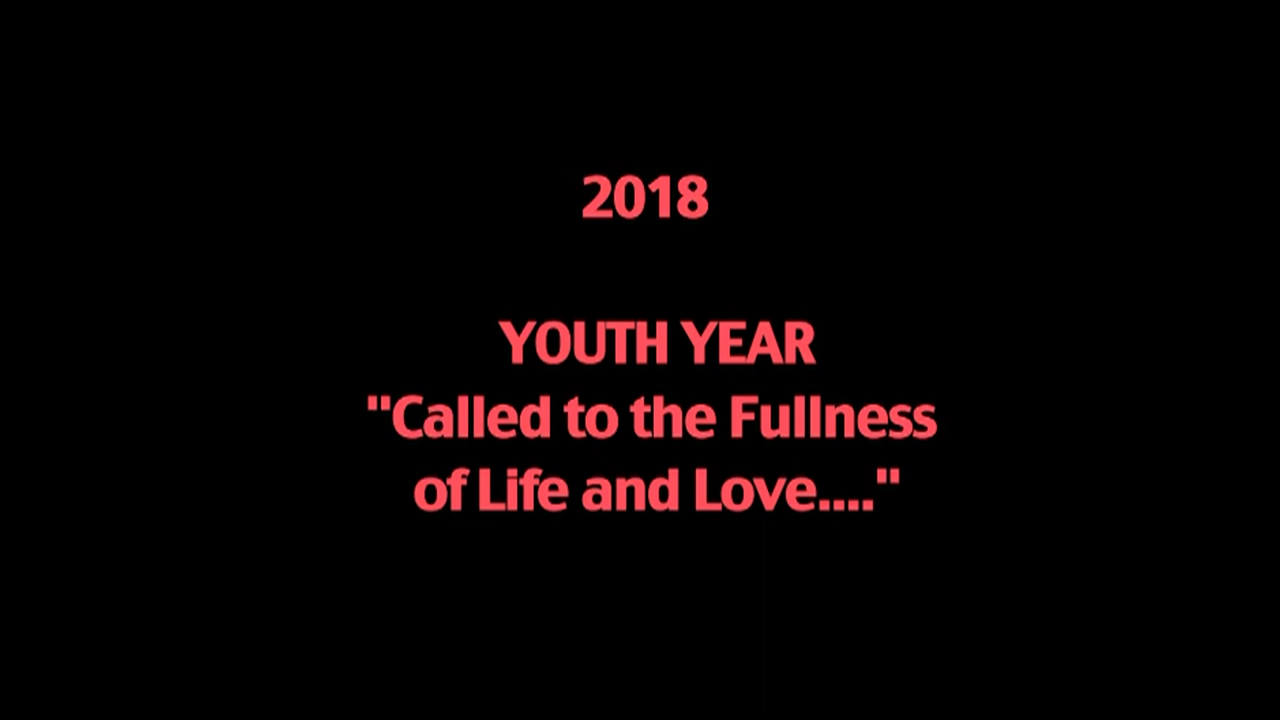 2018
YOUTH YEAR
"Called to the Fullness
of Life and Love...."